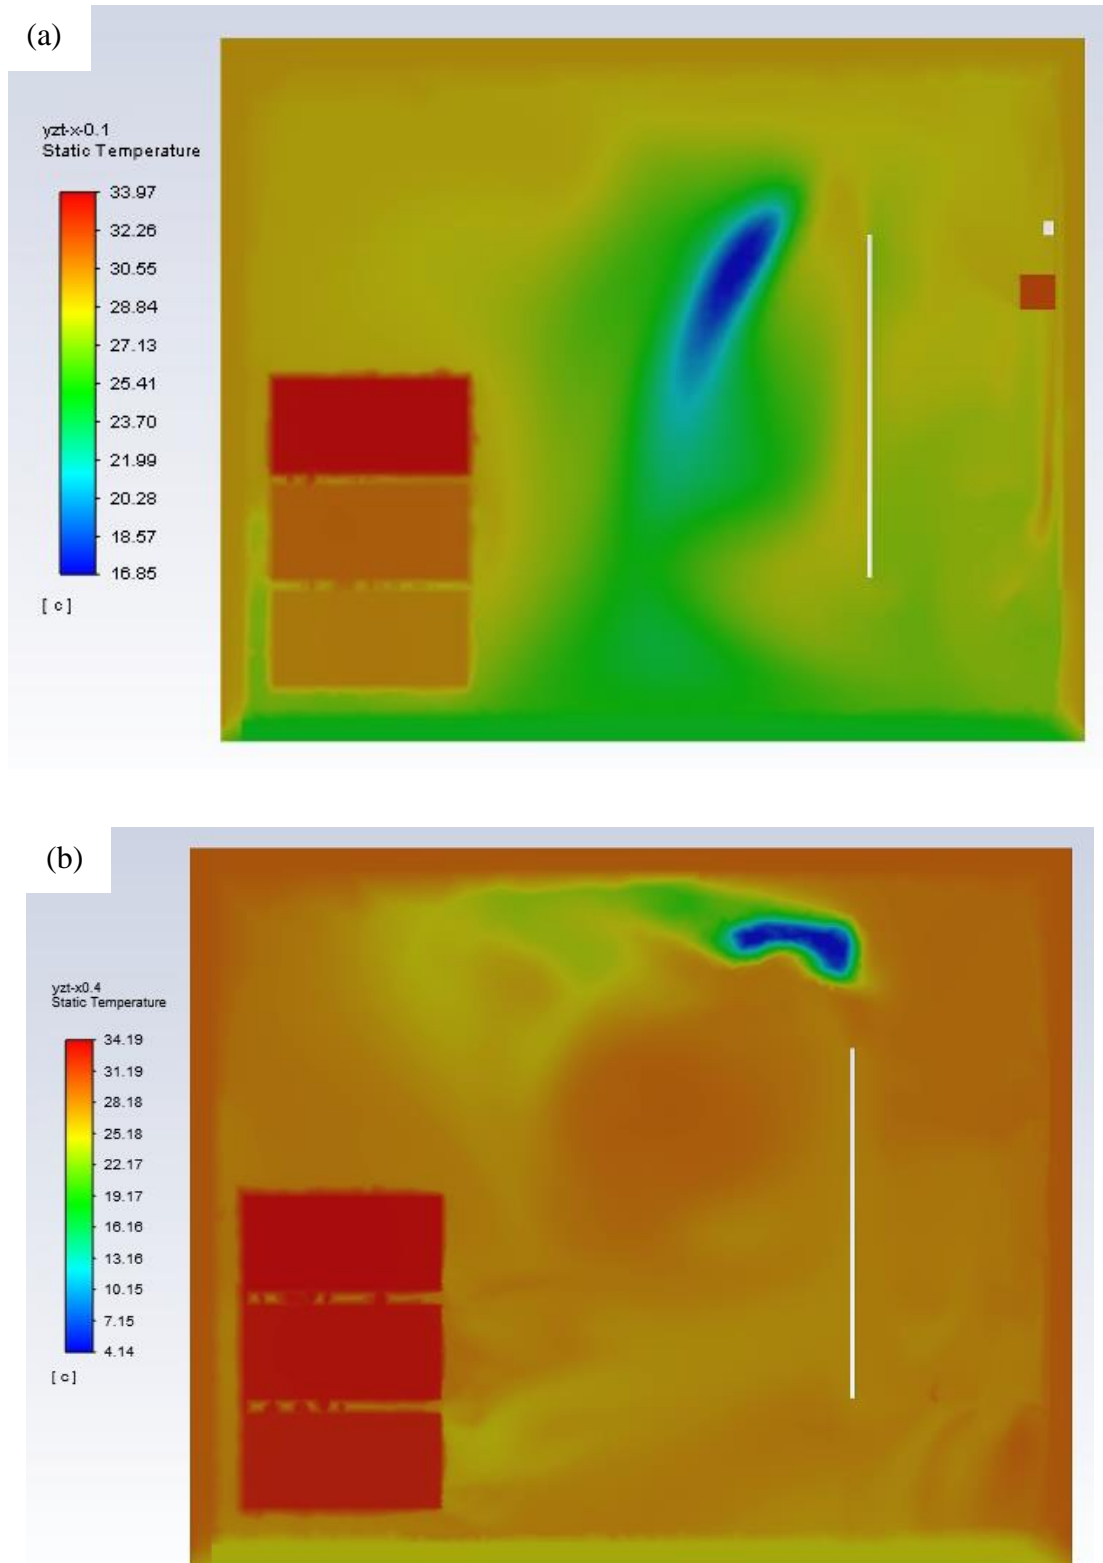 (a)
yzt-x-0.1
Static Temperature
33.97
32.26
30.55
28.84
27.13
25.41
23.70
21.99
20.28
18.57
16.85
[ c ]
(b)
yzt-x0.4
Static Temperature
34.19
31.19
28.18
25.18
22.17
19.17
16.16
13.16
10.15
7.15
4.14
[ c ]